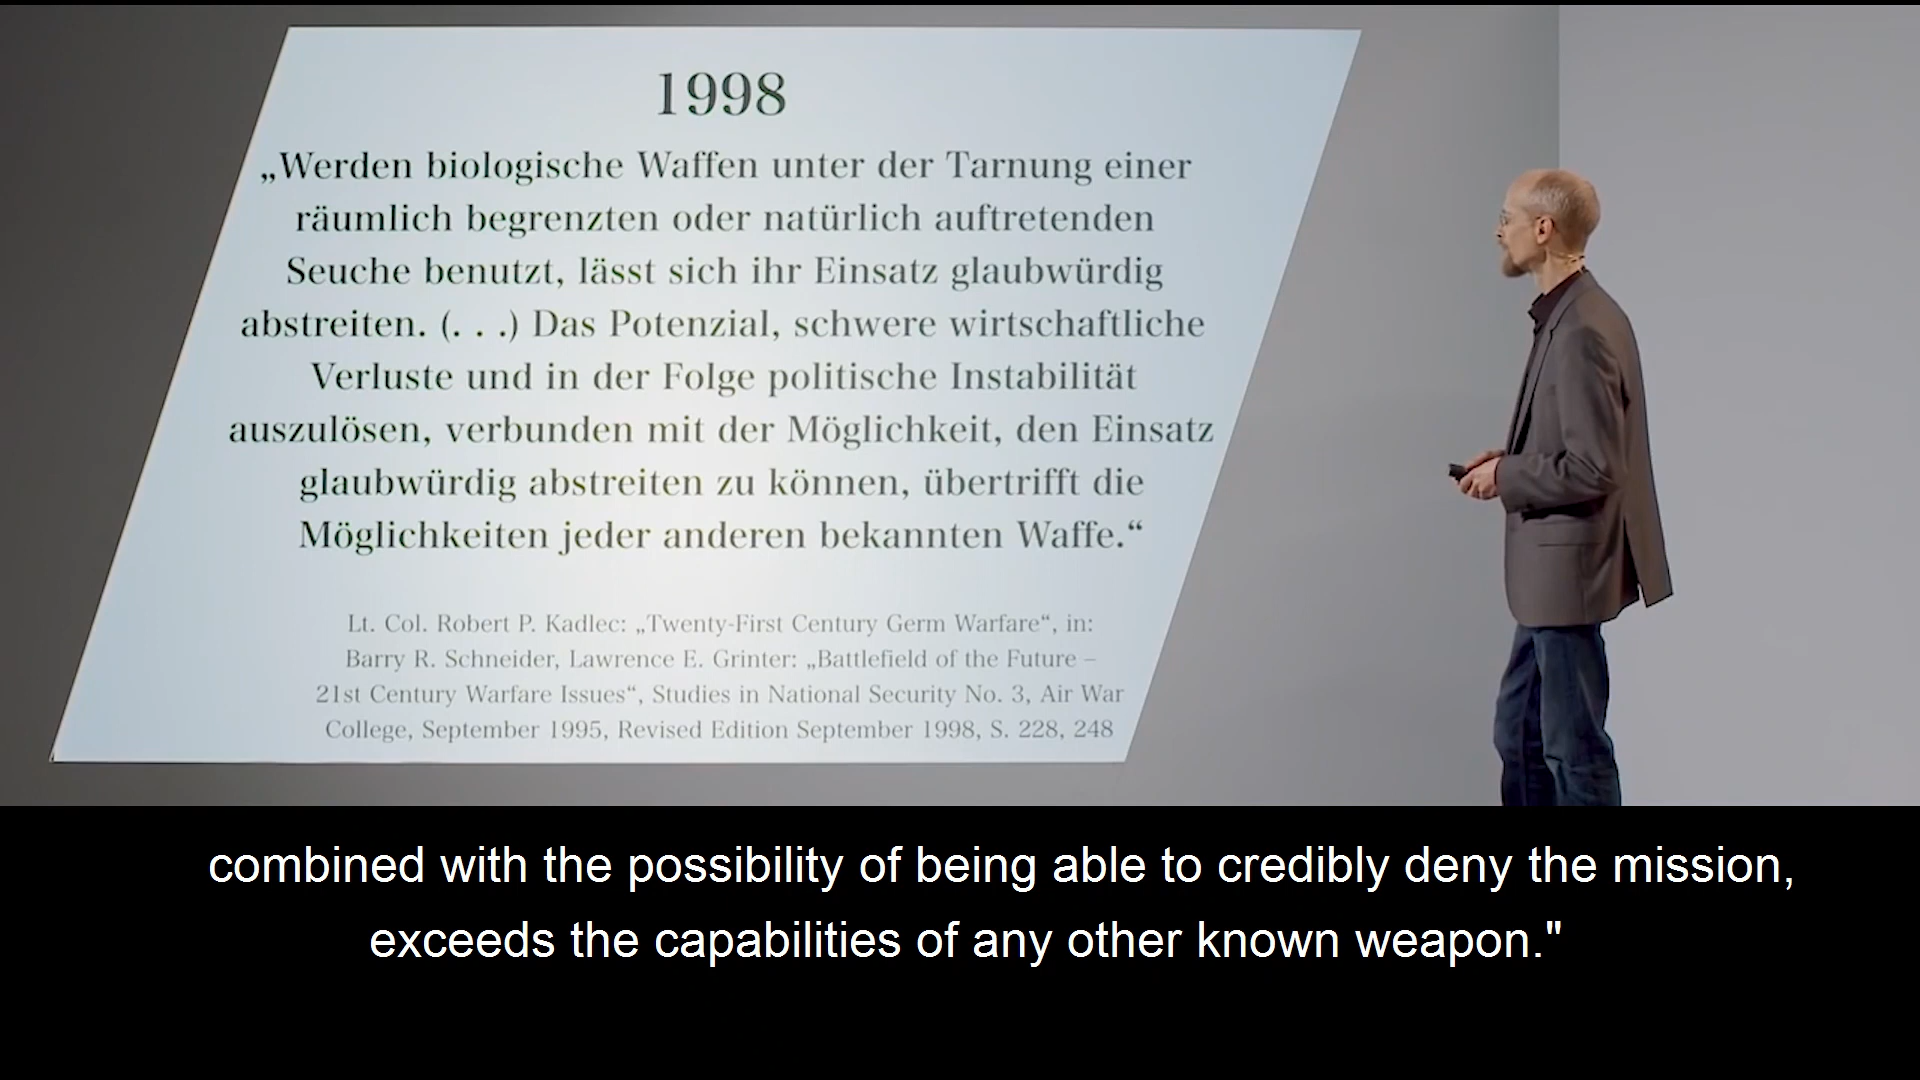 1998
„Werden biologische Waffen unter der Tarnung einer
räumlich begrenzten oder natürlich auftretenden
Seuche benutzt, lässt sich ihr Einsatz glaubwürdig
abstreiten. (. . .) Das Potenzial, schwere wirtschaftliche
Verluste und in der Folge politische Instabilität
auszulösen, verbunden mit der Möglichkeit, den Einsatz
glaubwürdig abstreiten zu können, übertrifft die
Möglichkeiten jeder anderen bekannten Waffe.“
Lt. Col. Robert P. Kadlec: „Twenty-First Century Germ Warfare“, in:
Barry R. Schneider, Lawrence E. Grinter: „Battlefield of the Future –
21st Century Warfare Issues“, Studies in National Security No. 3, Air War
College, September 1995, Revised Edition September 1998, S. 228, 248
combined with the possibility of being able to credibly deny the mission,
exceeds the capabilities of any other known weapon."